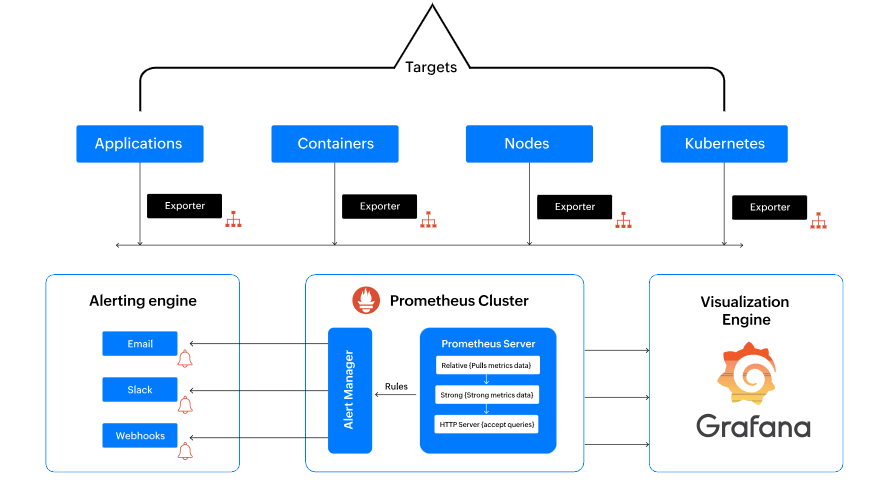 Targets
Applications
Containers
Nodes
Kubernetes
Exporter
Exporter
Exporter
Exporter
Alerting engine
Email
Slack
Webhooks
Prometheus Cluster
Alert Manager
Rules
Prometheus Server
Relative {Pulls metrics data}
Strong {Strong metrics data}
HTTP Server {accept queries}
Visualization
Engine
Grafana